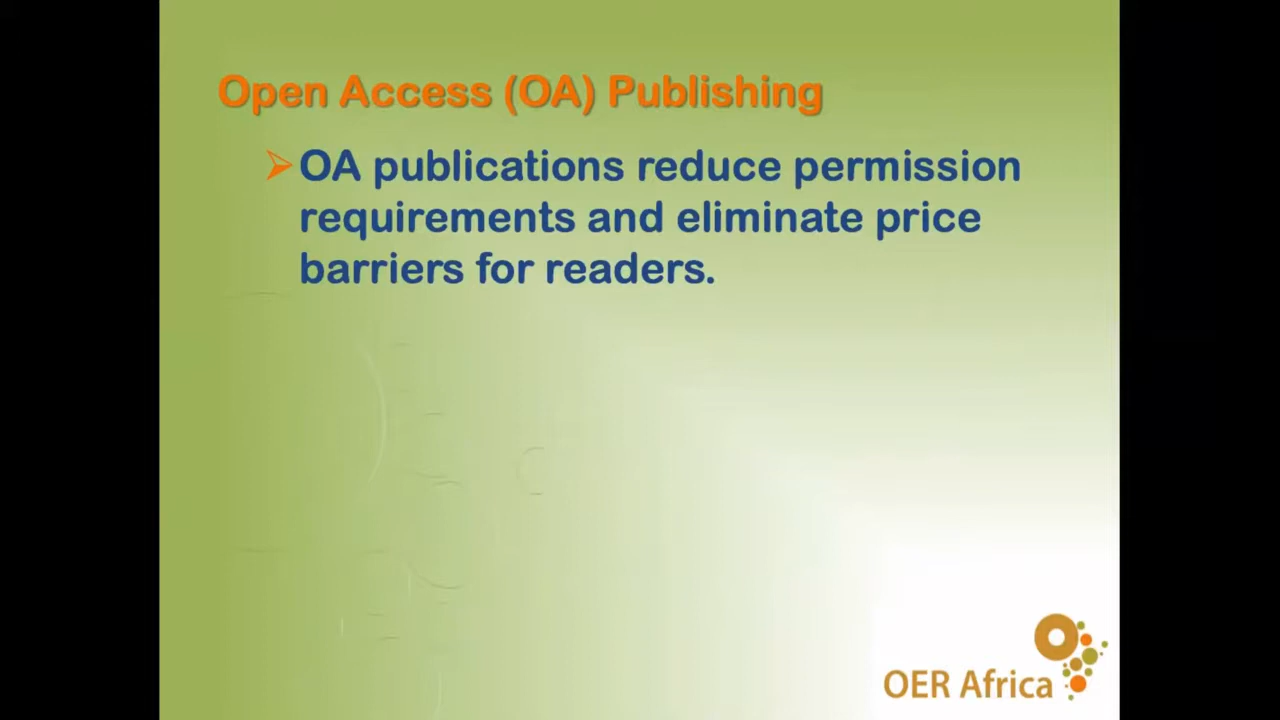 Open Access (OA) Publishing
OA publications reduce permission
requirements and eliminate price
barriers for readers.
OER Africa